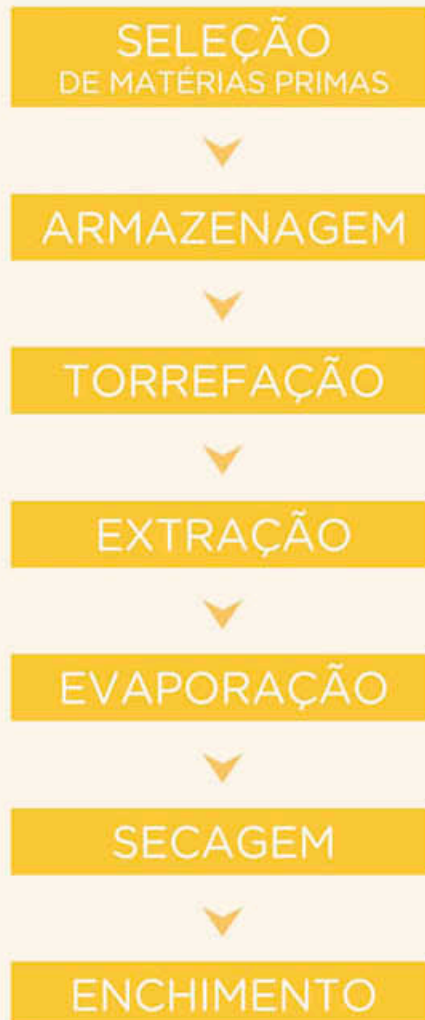 SELEÇÃO
DE MATÉRIAS PRIMAS
ARMAZENAGEM
TORREFAÇÃO
EXTRAÇÃO
EVAPORAÇÃO
SECAGEM
ENCHIMENTO